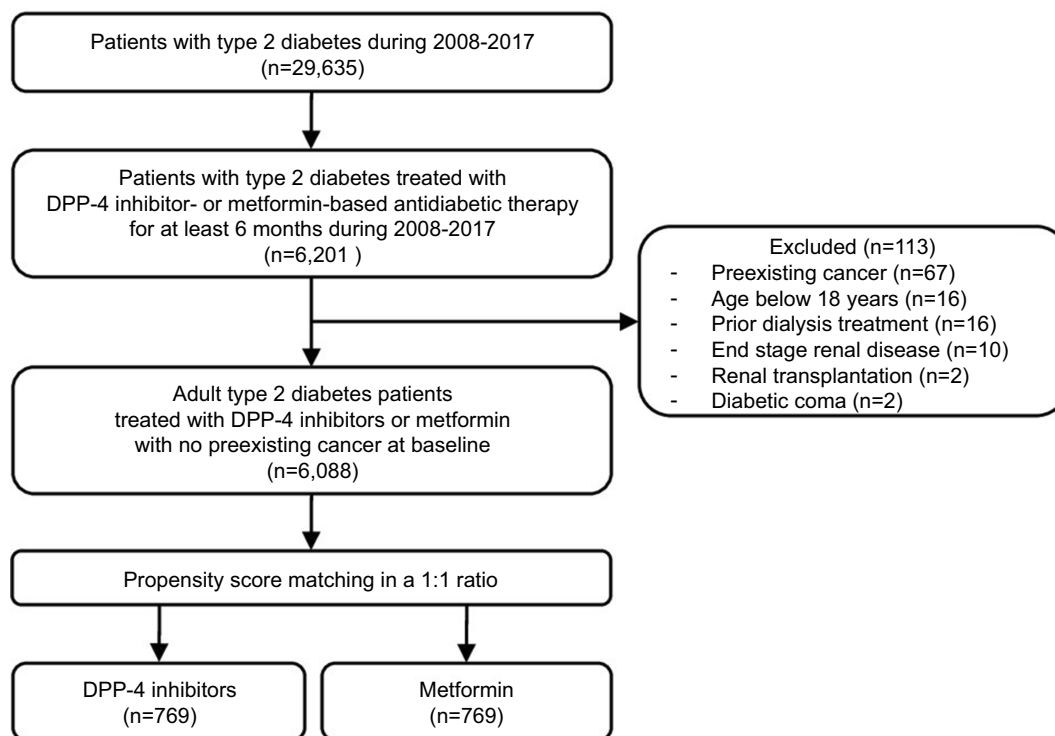 Patients with type 2 diabetes during 2008-2017
(n=29,635)
Patients with type 2 diabetes treated with
DPP-4 inhibitor- or metformin-based antidiabetic therapy
for at least 6 months during 2008-2017
(n=6,201 )
Excluded (n=113)
- Preexisting cancer (n=67)
- Age below 18 years (n=16)
- Prior dialysis treatment (n=16)
- End stage renal disease (n=10)
- Renal transplantation (n=2)
- Diabetic coma (n=2)
Adult type 2 diabetes patients
treated with DPP-4 inhibitors or metformin
with no preexisting cancer at baseline
(n=6,088)
Propensity score matching in a 1:1 ratio
DPP-4 inhibitors
(n=769)
Metformin
(n=769)